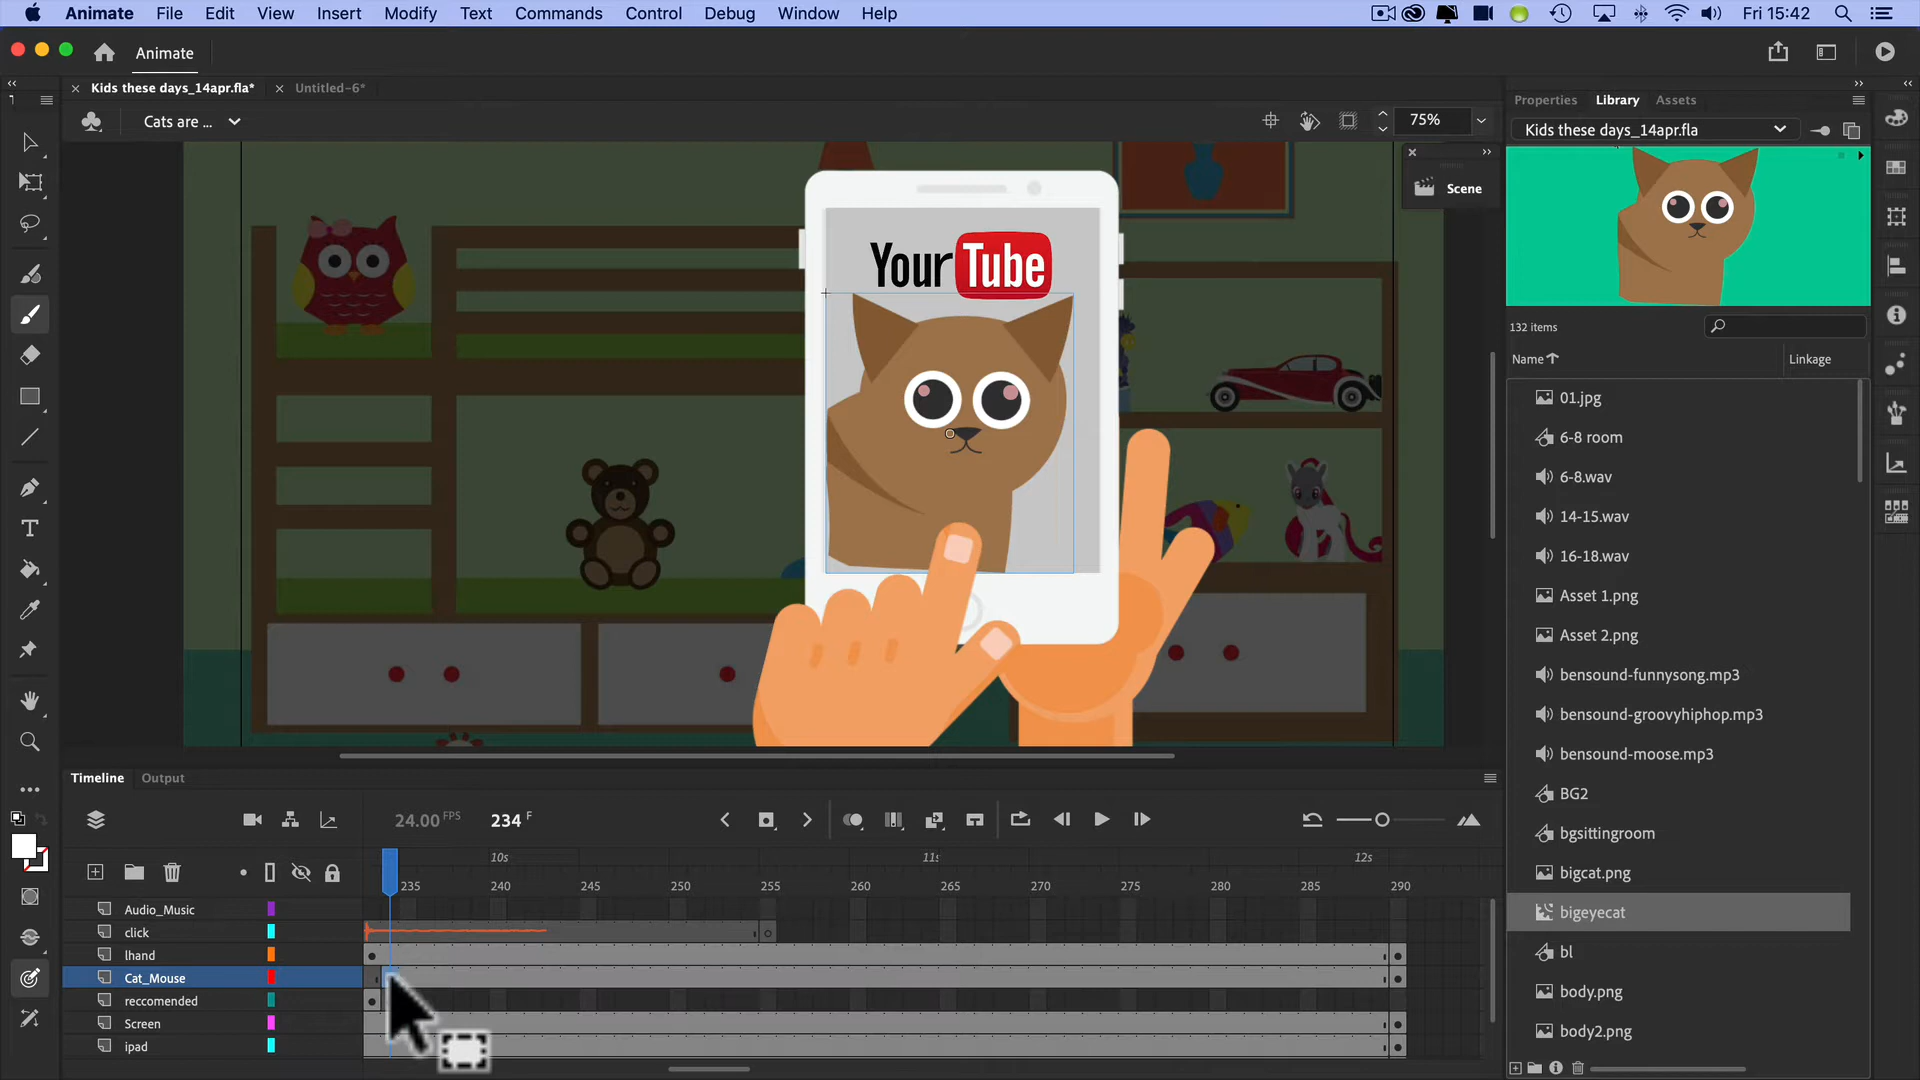 Animate File Edit View Insert Modify Text Commands Control Debug Window Help Fri 15:42
Animate
Kids these days_14apr.fla* Untitled-6*
Cats are ... 75%
Scene
Your Tube
Properties Library Assets
Kids these days_14apr.fla
132 items
Name Linkage
01.jpg
6-8 room
6-8.wav
14-15.wav
16-18.wav
Asset 1.png
Asset 2.png
bensound-funnysong.mp3
bensound-groovyhiphop.mp3
bensound-moose.mp3
BG2
bgsittingroom
bigcat.png
bigeyecat
bl
body.png
body2.png
Timeline Output
24.00 FPS 234 F
10s 11s 12s
235 240 245 250 255 260 265 270 275 280 285 290
Audio_Music
click
lhand
Cat_Mouse
reccomended
Screen
ipad